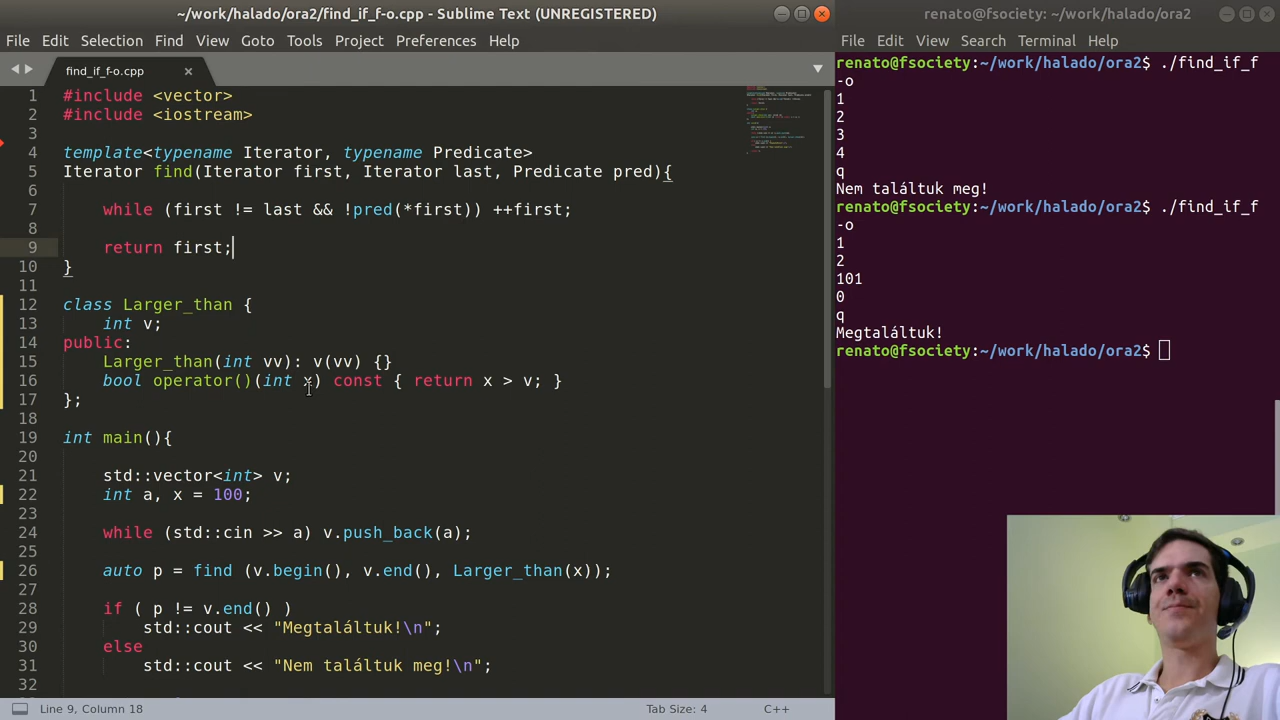 ~/work/halado/ora2/find_if_f-o.cpp - Sublime Text (UNREGISTERED)
File Edit Selection Find View Goto Tools Project Preferences Help
find_if_f-o.cpp ×
1 #include <vector>
2 #include <iostream>
3
4 template<typename Iterator, typename Predicate>
5 Iterator find(Iterator first, Iterator last, Predicate pred){
6
7 while (first != last && !pred(*first)) ++first;
8
9 return first;
10 }
11
12 class Larger_than {
13 int v;
14 public:
15 Larger_than(int vv): v(vv) {}
16 bool operator()(int x) const { return x > v; }
17 };
18
19 int main(){
20
21 std::vector<int> v;
22 int a, x = 100;
23
24 while (std::cin >> a) v.push_back(a);
25
26 auto p = find (v.begin(), v.end(), Larger_than(x));
27
28 if ( p != v.end() )
29 std::cout << "Megtaláltuk!\n";
30 else
31 std::cout << "Nem találtuk meg!\n";
32
Line 9, Column 18 Tab Size: 4 C++
renato@fsociety: ~/work/halado/ora2
File Edit View Search Terminal Help
renato@fsociety:~/work/halado/ora2$ ./find_if_f
-o
1
2
3
4
q
Nem találtuk meg!
renato@fsociety:~/work/halado/ora2$ ./find_if_f
-o
1
2
101
0
q
Megtaláltuk!
renato@fsociety:~/work/halado/ora2$